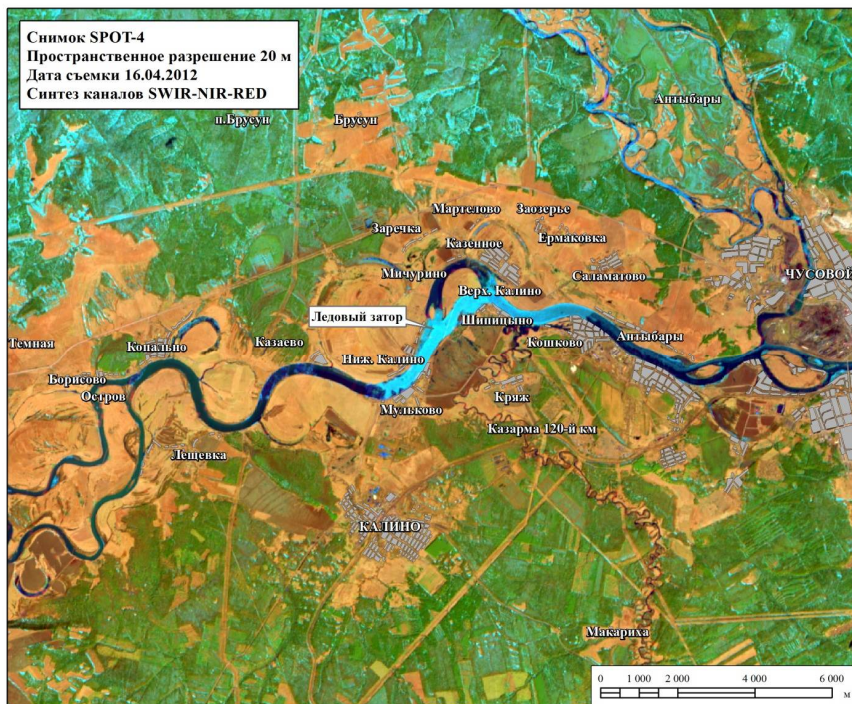 Снимок SPOT-4
Пространственное разрешение 20 м
Дата съемки 16.04.2012
Синтез каналов SWIR-NIR-RED
Антыбары
п.Брусун
Брусун
Мартелово
Заозерье
Заречка
Казенное
Ермаковка
Мичурино
Саламатово
ЧУСОВОЙ
Верх. Калино
Ледовый затор
Шипицыно
Темная
Копально
Казаево
Кошково
Антыбары
Ниж. Калино
Борисово
Остров
Мульково
Кряж
Казарма 120-й км
Лещевка
КАЛИНО
Макариха
0 1 000 2 000 4 000 6 000
м